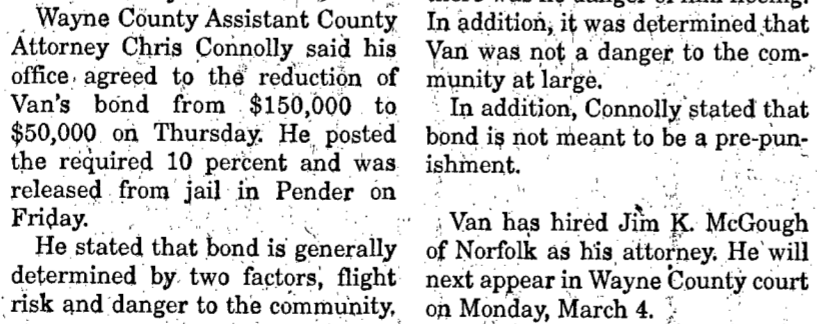 Wayne County Assistant County
Attorney Chris Connolly said his
office agreed to the reduction of
Van's bond from $150,000 to
$50,000 on Thursday. He posted
the required 10 percent and was
released from jail in Pender on
Friday.
He stated that bond is generally
determined by two factors, flight
risk and danger to the community,
In addition, it was determined that
Van was not a danger to the com-
munity at large.
In addition, Connolly stated that
bond is not meant to be a pre-pun-
ishment.
Van has hired Jim K. McGough
of Norfolk as his attorney. He will
next appear in Wayne County court
on Monday, March 4.